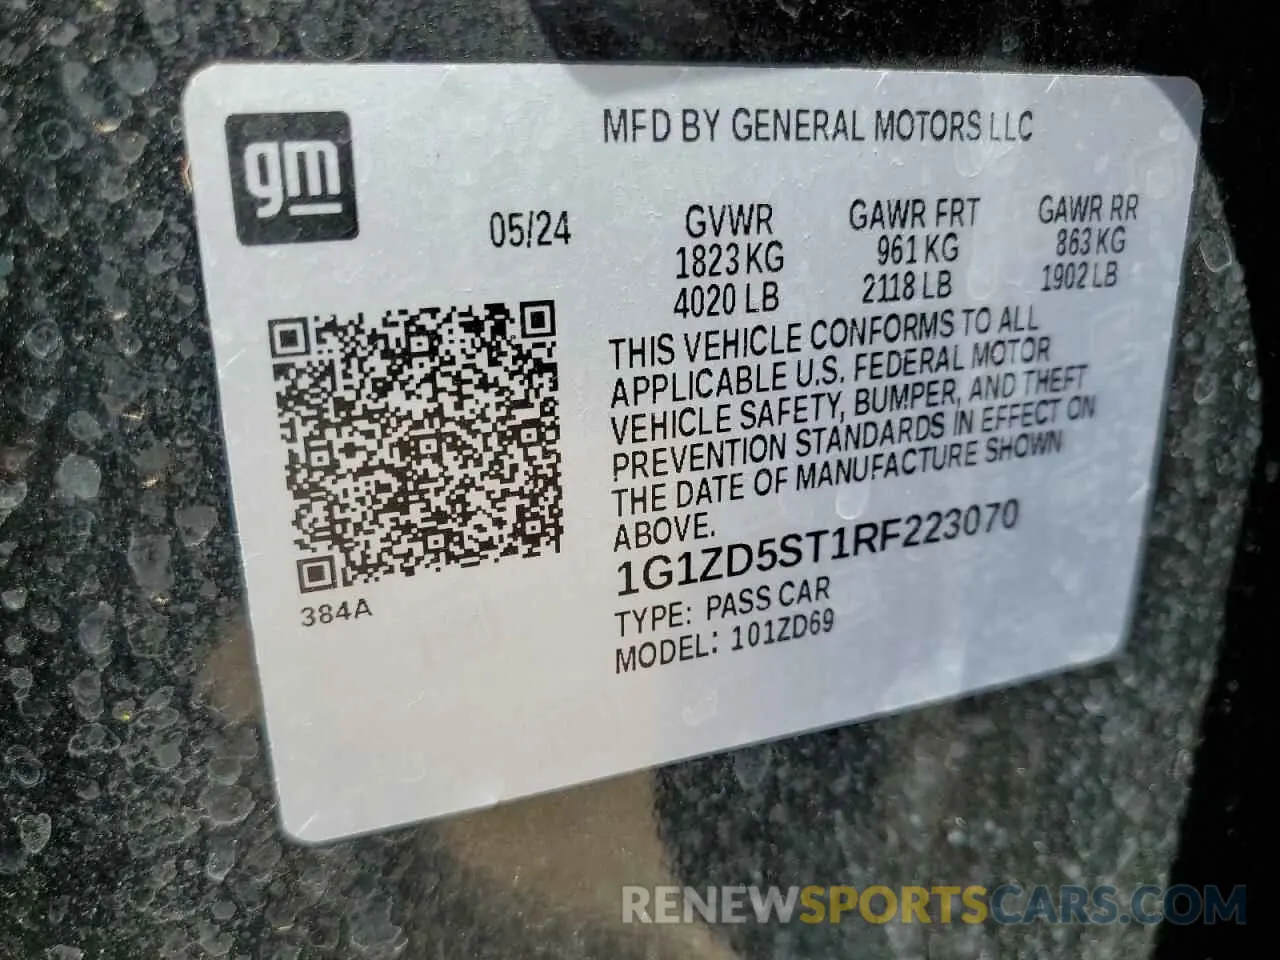 gm
MFD BY GENERAL MOTORS LLC
05/24
GVWR
1823 KG
4020 LB
GAWR FRT
961 KG
2118 LB
GAWR RR
863 KG
1902 LB
THIS VEHICLE CONFORMS TO ALL
APPLICABLE U.S. FEDERAL MOTOR
VEHICLE SAFETY, BUMPER, AND THEFT
PREVENTION STANDARDS IN EFFECT ON
THE DATE OF MANUFACTURE SHOWN
ABOVE.
1G1ZD5ST1RF223070
TYPE: PASS CAR
MODEL: 101ZD69
384A
RENEWSPORTSCARS.COM